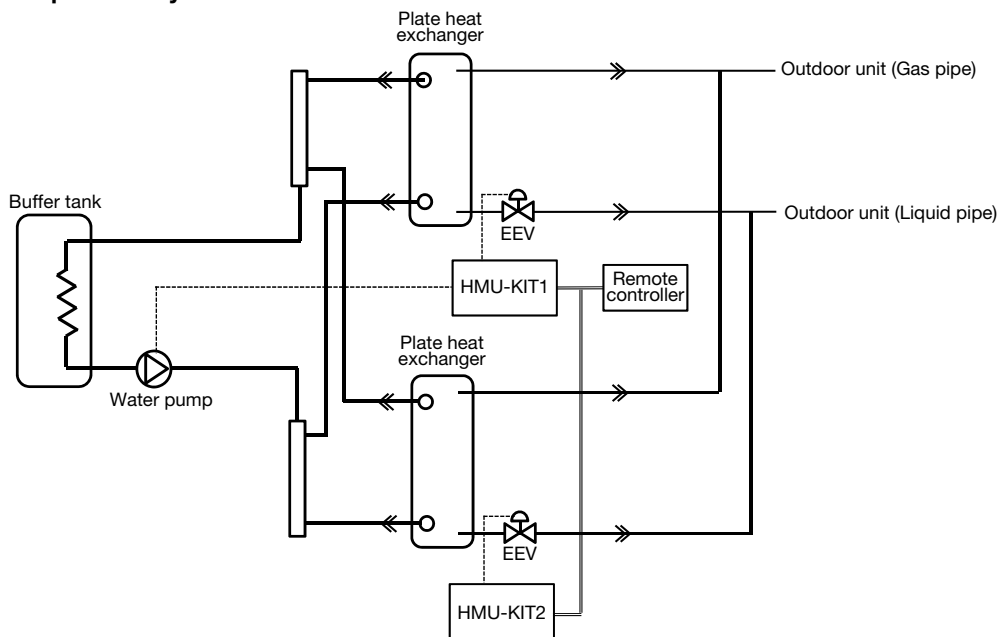 Plate heat
exchanger
Outdoor unit (Gas pipe)
Buffer tank
Outdoor unit (Liquid pipe)
EEV
HMU-KIT1
Remote
controller
Plate heat
exchanger
Water pump
EEV
HMU-KIT2